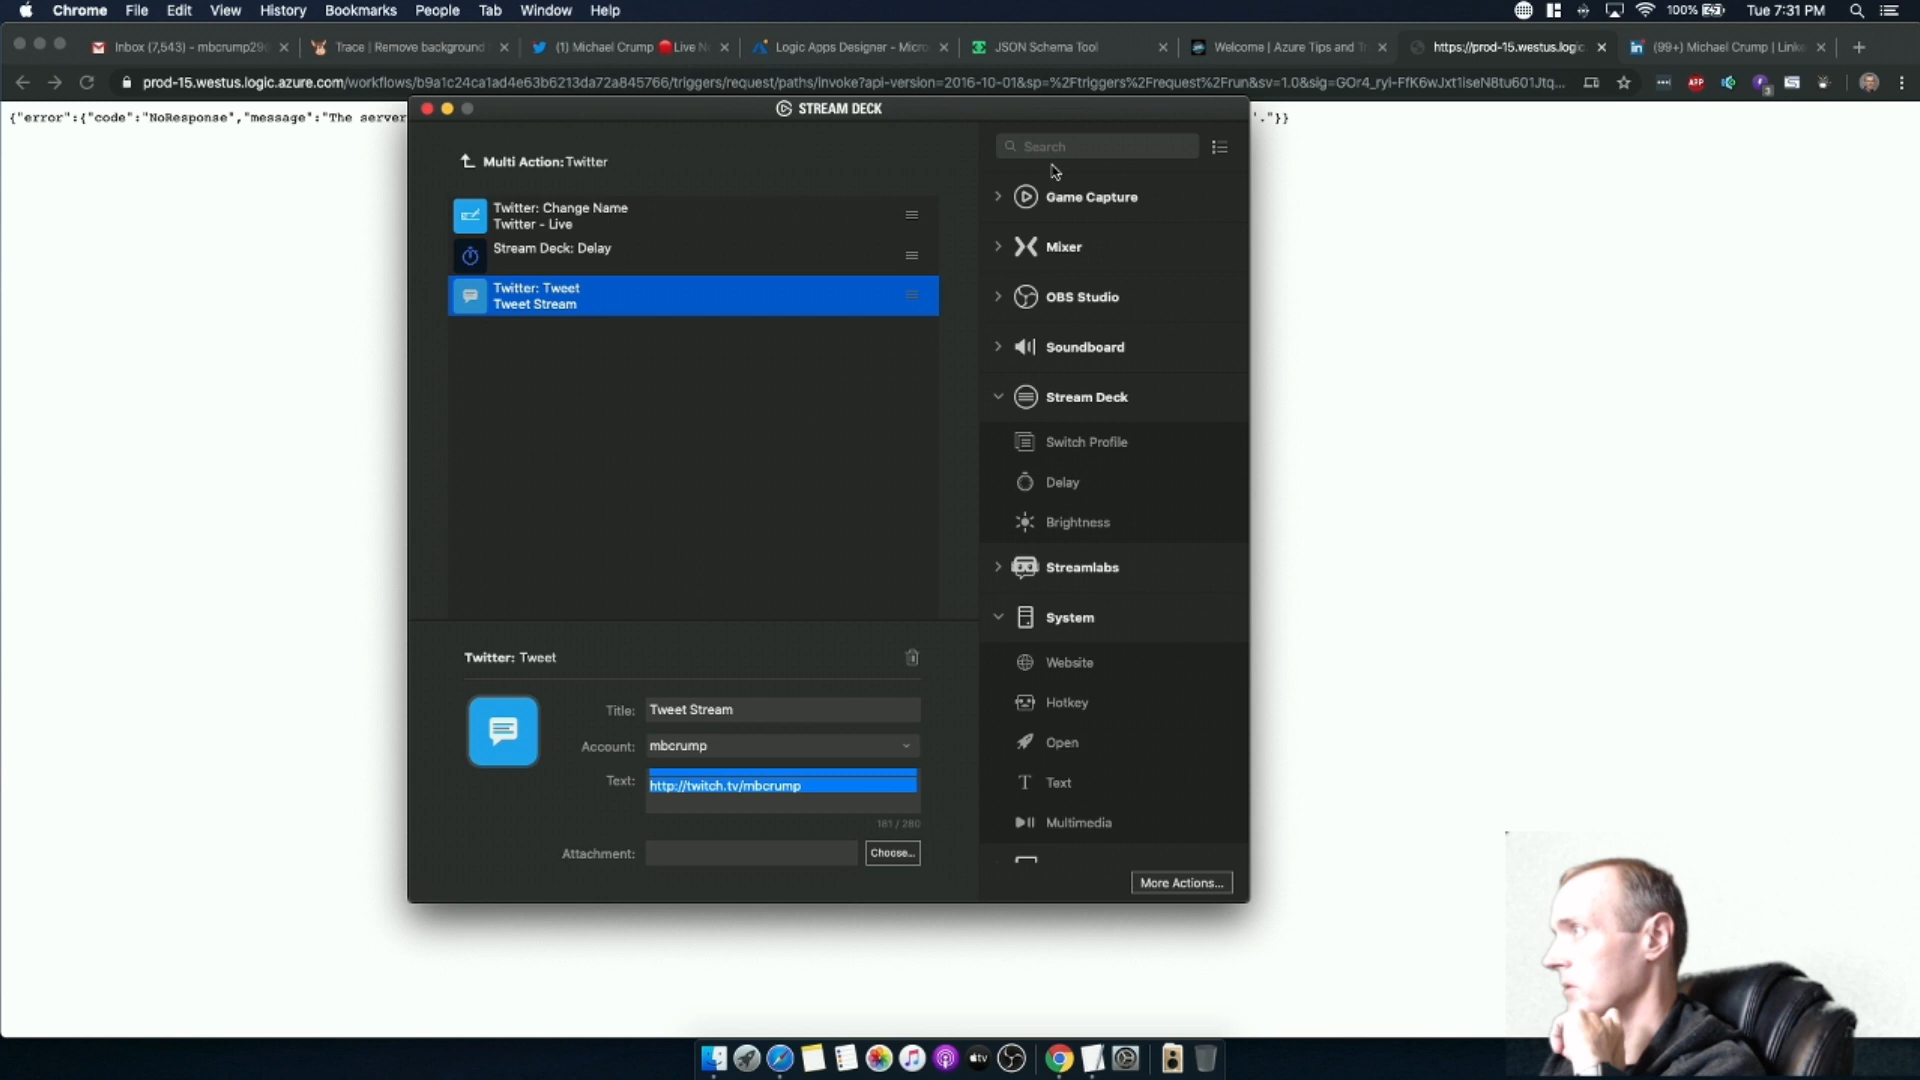 Chrome File Edit View History Bookmarks People Tab Window Help 100% Tue 7:31 PM
Inbox (7,543) - mbcrump29
Trace | Remove background
(1) Michael Crump 🔴Live N
Logic Apps Designer - Micro
JSON Schema Tool
Welcome | Azure Tips and Tr
https://prod-15.westus.logic.
(99+) Michael Crump | Linke
prod-15.westus.logic.azure.com/workflows/b9a1c24ca1ad4e63b6213da72a845766/triggers/request/paths/invoke?api-version=2016-10-01&sp=%2Ftriggers%2Frequest%2Frun&sv=1.0&sig=GOr4_ryi-FfK6wJxt1iseN8tu601Jtq...
ABP
3
{"error":{"code":"NoResponse","message":"The server
'."}}
STREAM DECK
Multi Action: Twitter
Twitter: Change Name
Twitter - Live
Stream Deck: Delay
Twitter: Tweet
Tweet Stream
Search
Game Capture
Mixer
OBS Studio
Soundboard
Stream Deck
Switch Profile
Delay
Brightness
Streamlabs
System
Website
Hotkey
Open
Text
Multimedia
More Actions...
Twitter: Tweet
Title: Tweet Stream
Account: mbcrump
Text: http://twitch.tv/mbcrump
181 / 280
Attachment: Choose...
tv